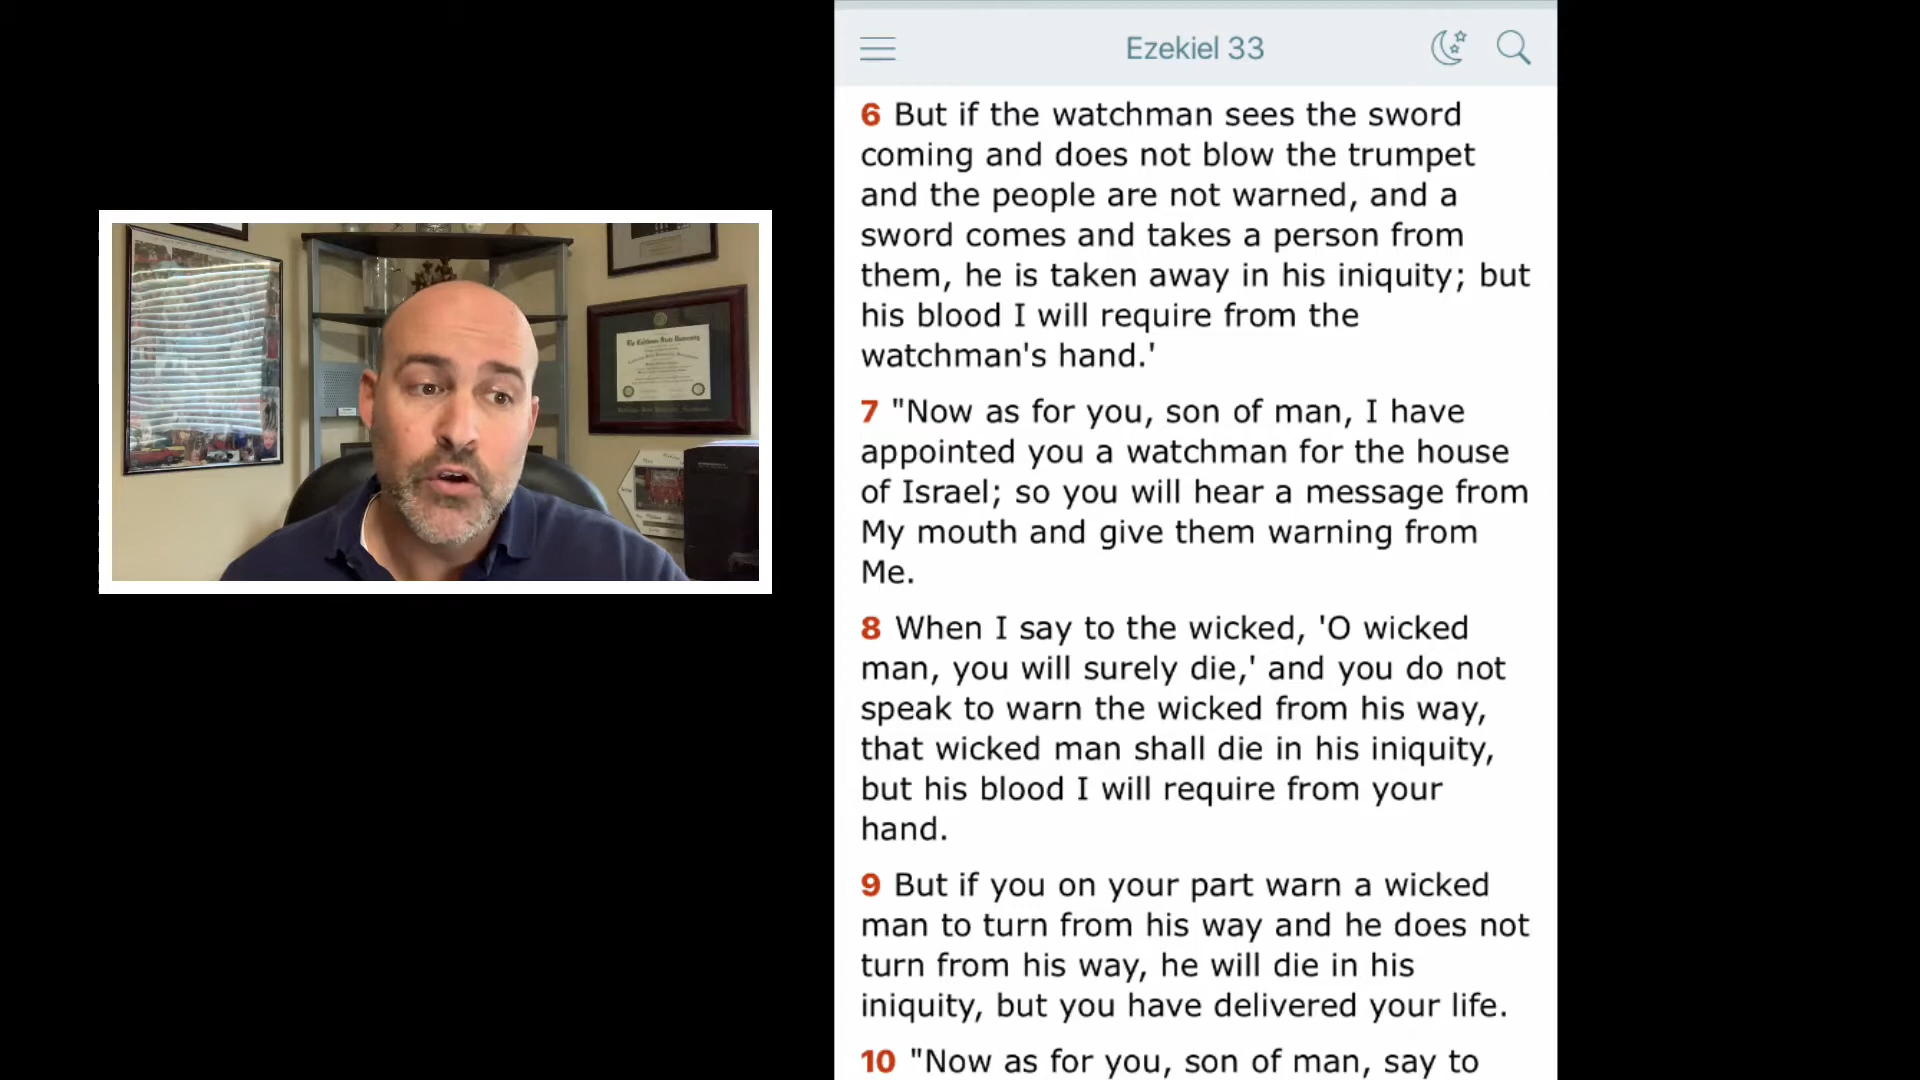 Ezekiel 33
6 But if the watchman sees the sword
coming and does not blow the trumpet
and the people are not warned, and a
sword comes and takes a person from
them, he is taken away in his iniquity; but
his blood I will require from the
watchman's hand.'
7 "Now as for you, son of man, I have
appointed you a watchman for the house
of Israel; so you will hear a message from
My mouth and give them warning from
Me.
8 When I say to the wicked, 'O wicked
man, you will surely die,' and you do not
speak to warn the wicked from his way,
that wicked man shall die in his iniquity,
but his blood I will require from your
hand.
9 But if you on your part warn a wicked
man to turn from his way and he does not
turn from his way, he will die in his
iniquity, but you have delivered your life.
10 "Now as for you, son of man, say to
The California State University